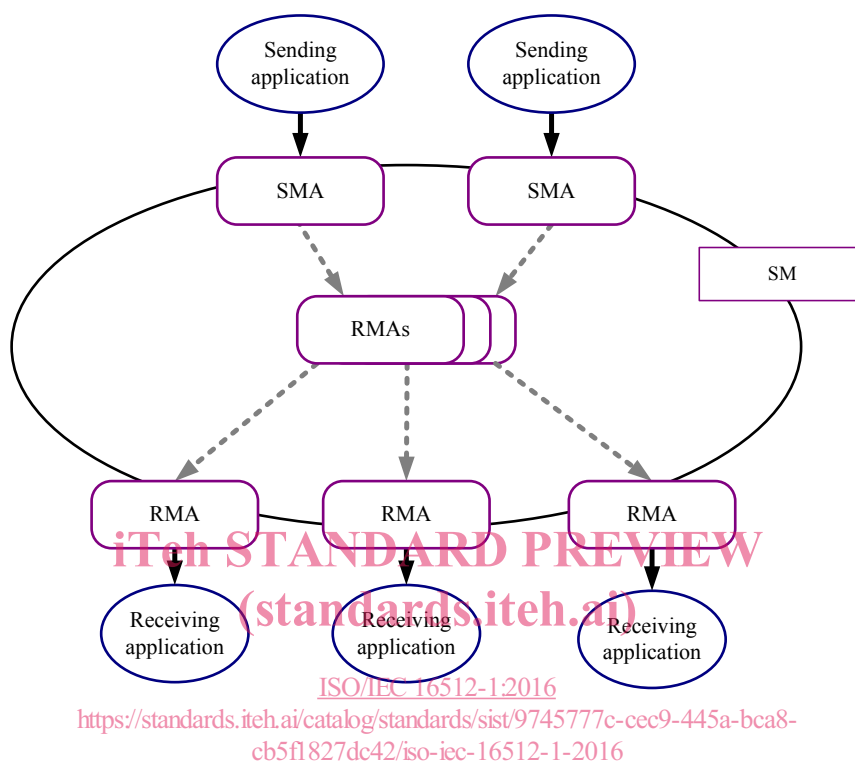 Sending
application
Sending
application
SMA
SMA
SM
RMAs
RMA
RMA
RMA
iTeh STANDARD PREVIEW
(standards.iteh.ai)
Receiving
application
Receiving
application
Receiving
application
ISO/IEC 16512-1:2016
https://standards.iteh.ai/catalog/standards/sist/9745777c-cec9-445a-bca8-
cb5f1827dc42/iso-iec-16512-1-2016